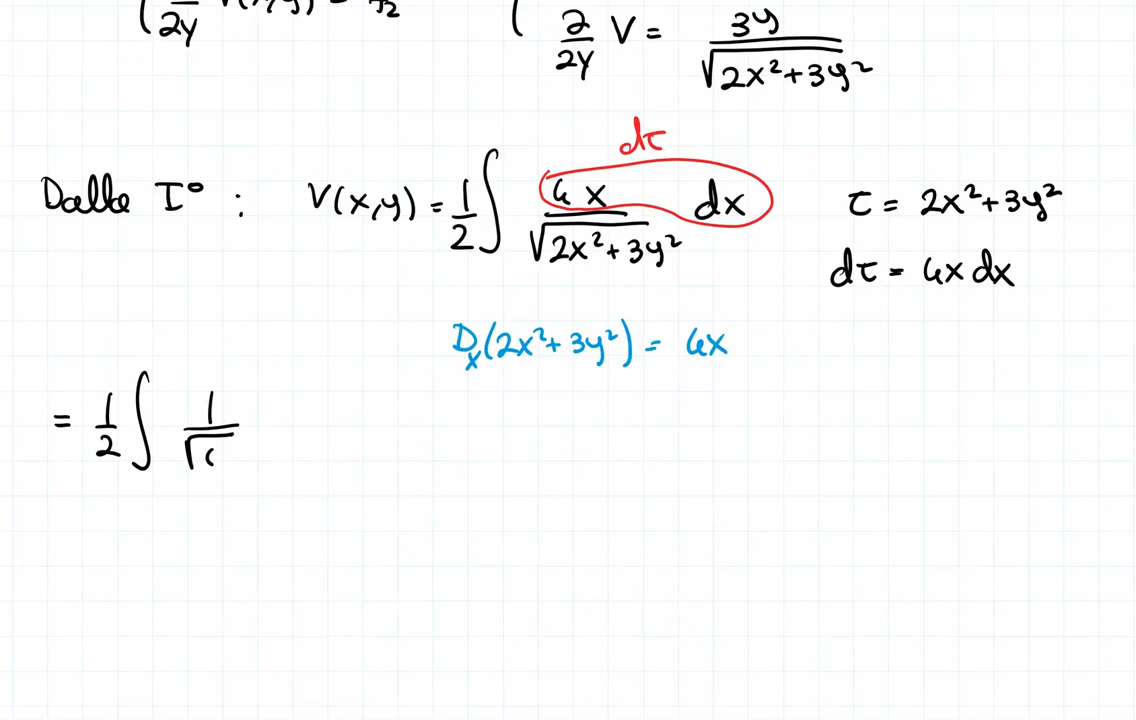 ∂/∂y V(x,y) = f₂
∂/∂y V = 3y/√(2x²+3y²)
dτ
Dalla I° : V(x,y) = 1/2 ∫ 4x/√(2x²+3y²) dx
τ = 2x²+3y²
dτ = 4x dx
Dₓ(2x²+3y²) = 4x
= 1/2 ∫ 1/√